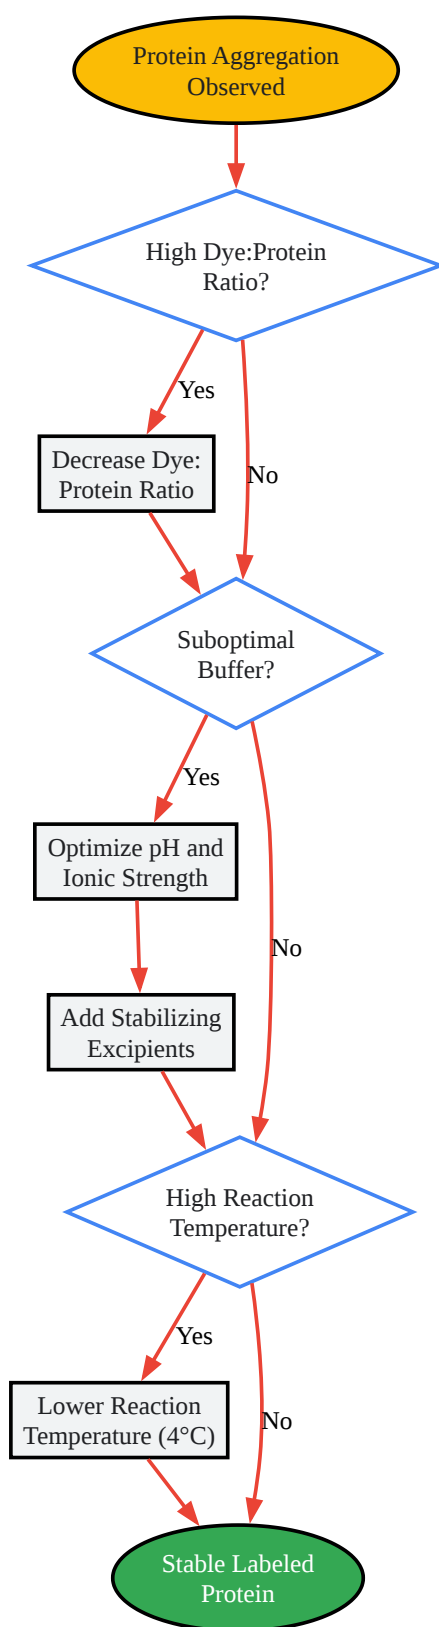 Protein Aggregation
Observed
High Dye:Protein
Ratio?
Yes
Decrease Dye:
Protein Ratio
No
Suboptimal
Buffer?
Yes
Optimize pH and
Ionic Strength
No
Add Stabilizing
Excipients
High Reaction
Temperature?
Yes
Lower Reaction
Temperature (4°C)
No
Stable Labeled
Protein